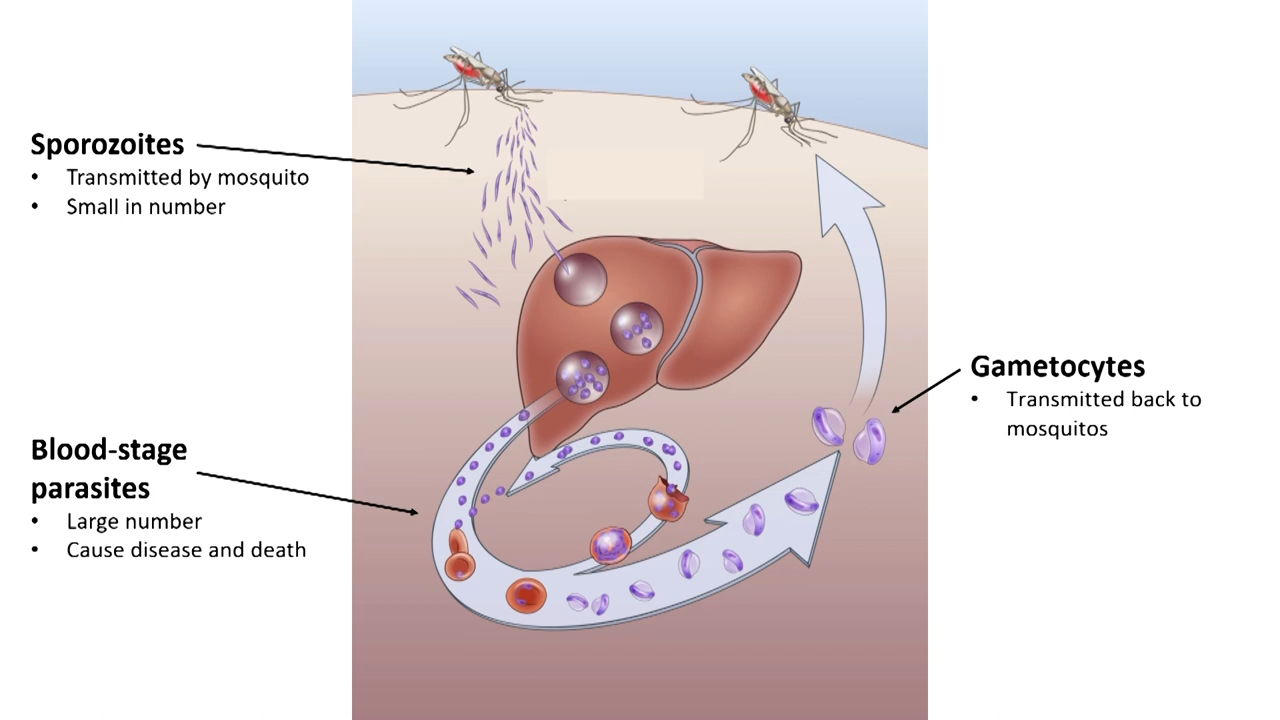 Sporozoites
• Transmitted by mosquito
• Small in number
Blood-stage
parasites
• Large number
• Cause disease and death
Gametocytes
• Transmitted back to
mosquitos